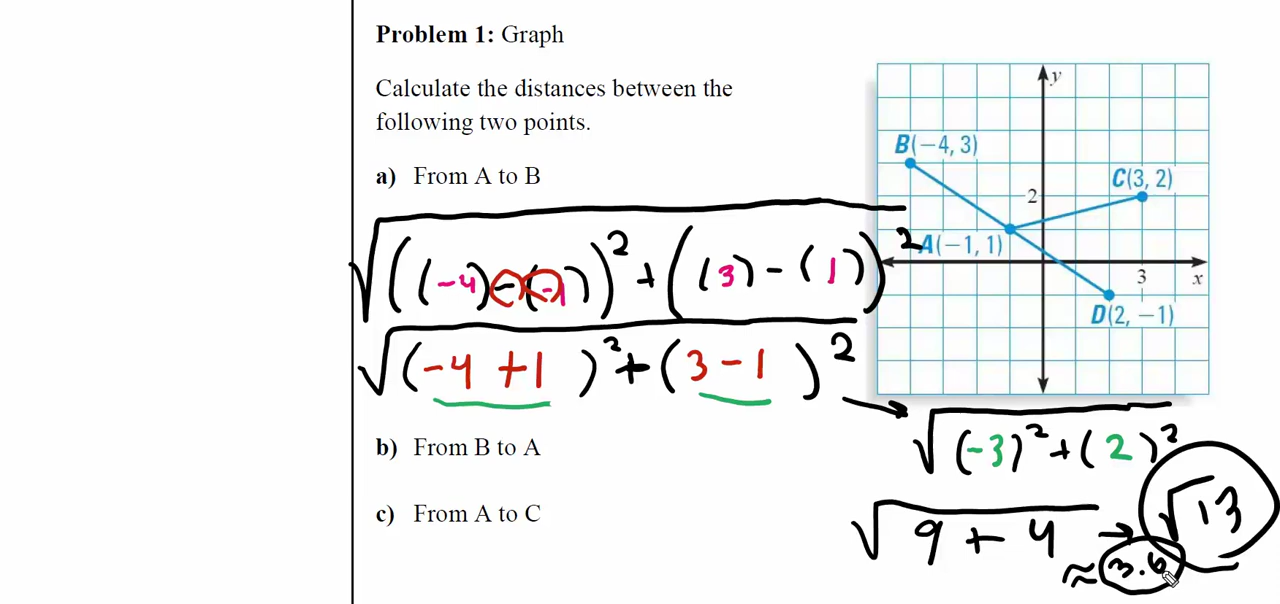 Problem 1: Graph
Calculate the distances between the
following two points.
a) From A to B
√((-4)-(-1))² + ((3)-(1))²
√(-4+1)² + (3-1)²
→ √(-3)² + (2)²
√9 + 4 → √13
≈ 3.6
b) From B to A
c) From A to C
y
B(−4, 3)
C(3, 2)
2
A(−1, 1)
3
x
D(2, −1)